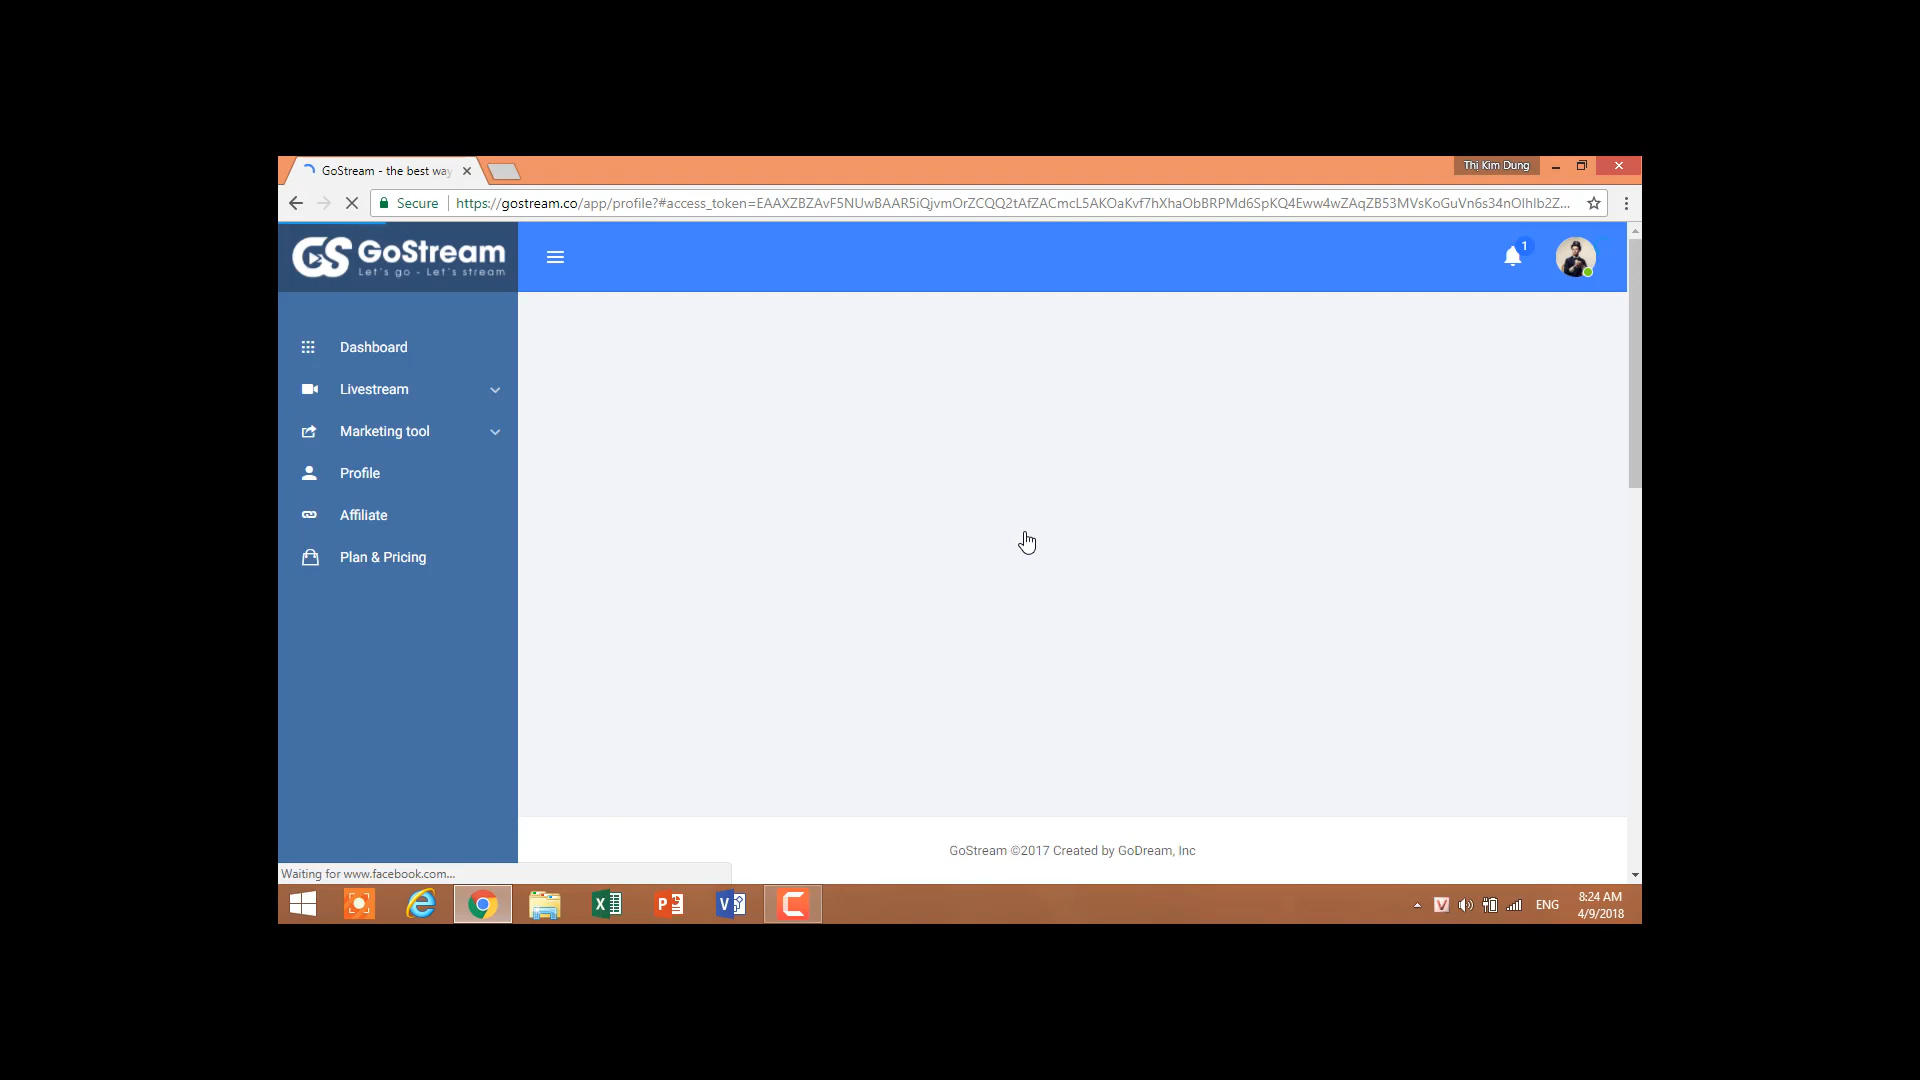 GoStream - the best way
Thi Kim Dung
Secure
https://gostream.co/app/profile?#access_token=EAAXZBZAvF5NUwBAAR5iQjvmOrZCQQ2tAfZACmcL5AKOaKvf7hXhaObBRPMd6SpKQ4Eww4wZAqZB53MVsKoGuVn6s34nOlhlb2Z...
GS GoStream
Let's go - Let's stream
1
Dashboard
Livestream
Marketing tool
Profile
Affiliate
Plan & Pricing
GoStream ©2017 Created by GoDream, Inc
Waiting for www.facebook.com...
ENG
8:24 AM
4/9/2018